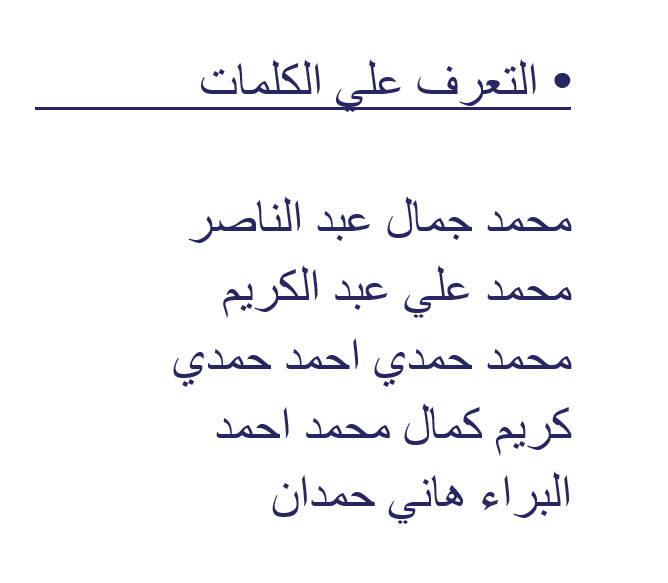 • التعرف علي الكلمات
محمد جمال عبد الناصر
محمد علي عبد الكريم
محمد حمدي احمد حمدي
كريم كمال محمد احمد
البراء هاني حمدان